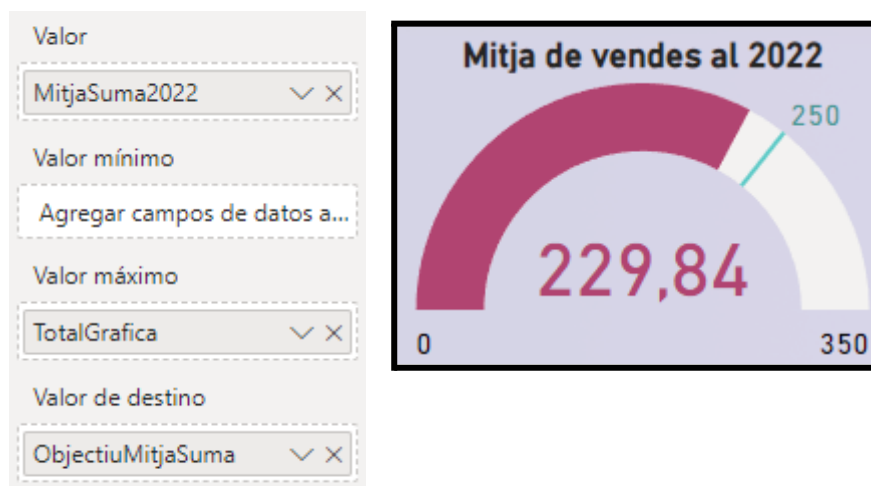 Valor
MitjaSuma2022
Valor mínimo
Agregar campos de datos a...
Valor máximo
TotalGrafica
Valor de destino
ObjectiuMitjaSuma
Mitja de vendes al 2022
250
229,84
0
350